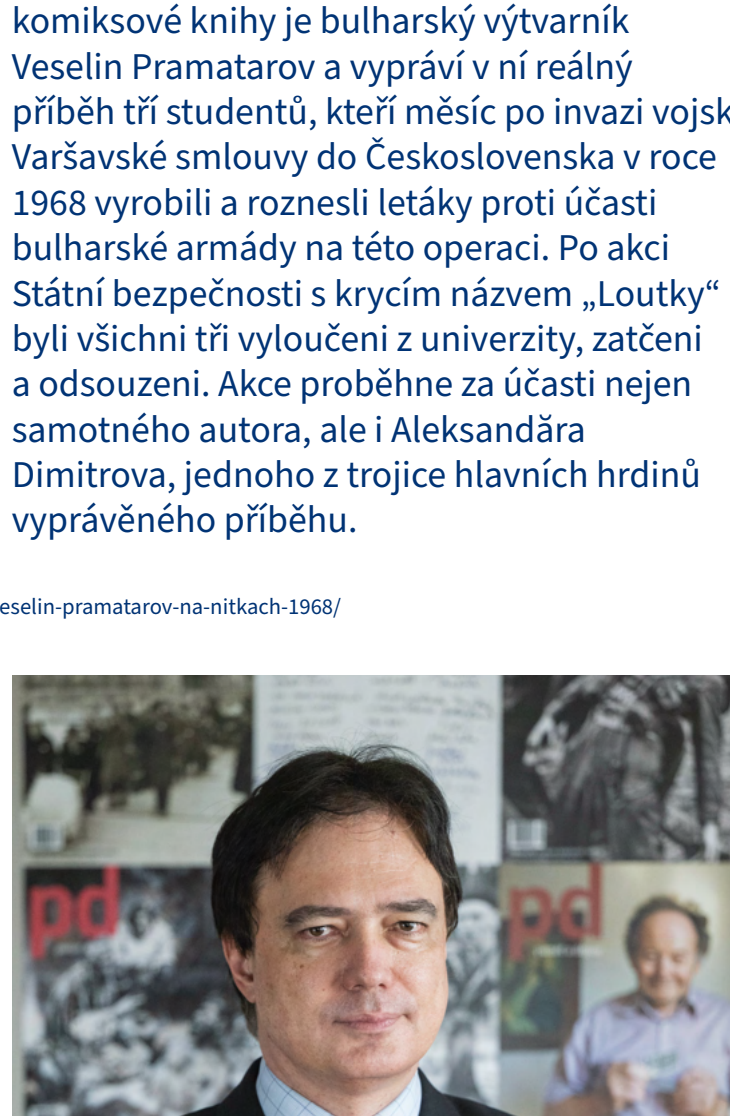 komiksové knihy je bulharský výtvarník
Veselin Pramatarov a vypráví v ní reálný
příběh tří studentů, kteří měsíc po invazi vojsk
Varšavské smlouvy do Československa v roce
1968 vyrobili a roznesli letáky proti účasti
bulharské armády na této operaci. Po akci
Státní bezpečnosti s krycím názvem „Loutky“
byli všichni tři vyloučeni z univerzity, zatčeni
a odsouzeni. Akce proběhne za účasti nejen
samotného autora, ale i Aleksandăra
Dimitrova, jednoho z trojice hlavních hrdinů
vyprávěného příběhu.
eselin-pramatarov-na-nitkach-1968/
pd
pd